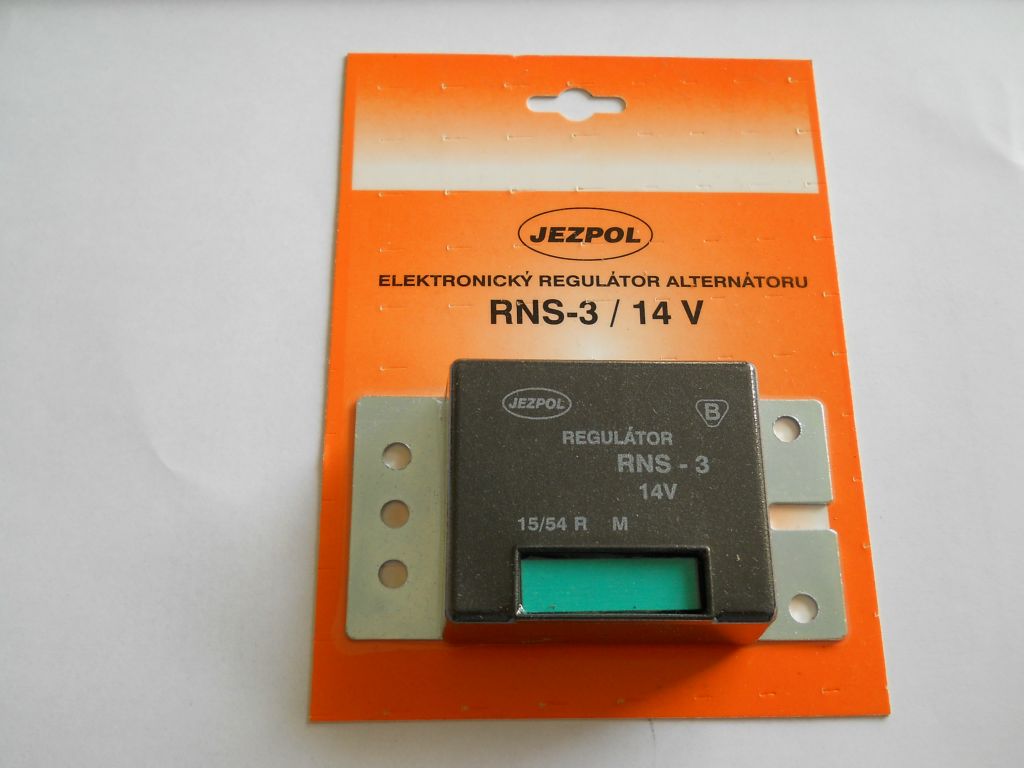 JEZPOL
ELEKTRONICKÝ REGULÁTOR ALTERNÁTORU
RNS-3 / 14 V
JEZPOL
B
REGULÁTOR
RNS - 3
14V
15/54 R M